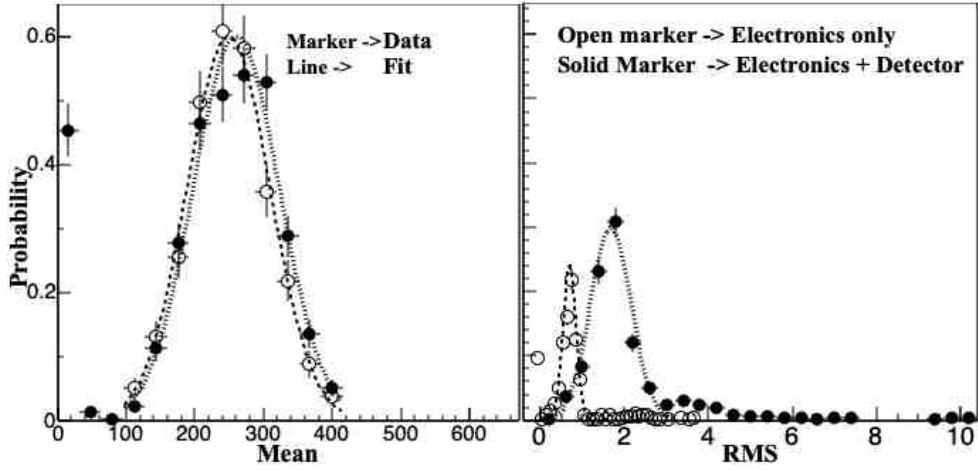 0.6
0.4
0.2
0
Probability
Marker ->Data
Line -> Fit
0 100 200 300 400 500 600
Mean
Open marker -> Electronics only
Solid Marker -> Electronics + Detector
0 2 4 6 8 10
RMS